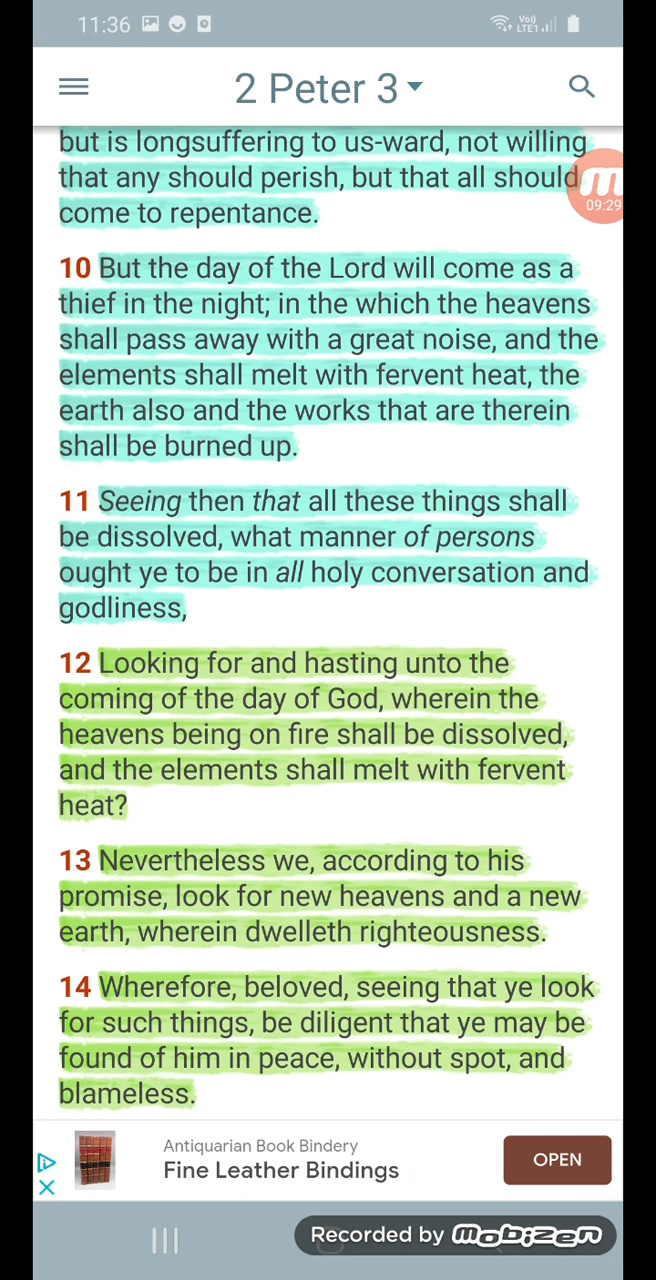 11:36 Vo) LTE1
2 Peter 3
but is longsuffering to us-ward, not willing
that any should perish, but that all should
come to repentance.
09:29
10 But the day of the Lord will come as a
thief in the night; in the which the heavens
shall pass away with a great noise, and the
elements shall melt with fervent heat, the
earth also and the works that are therein
shall be burned up.
11 Seeing then that all these things shall
be dissolved, what manner of persons
ought ye to be in all holy conversation and
godliness,
12 Looking for and hasting unto the
coming of the day of God, wherein the
heavens being on fire shall be dissolved,
and the elements shall melt with fervent
heat?
13 Nevertheless we, according to his
promise, look for new heavens and a new
earth, wherein dwelleth righteousness.
14 Wherefore, beloved, seeing that ye look
for such things, be diligent that ye may be
found of him in peace, without spot, and
blameless.
Antiquarian Book Bindery
Fine Leather Bindings
OPEN
Recorded by mobizen